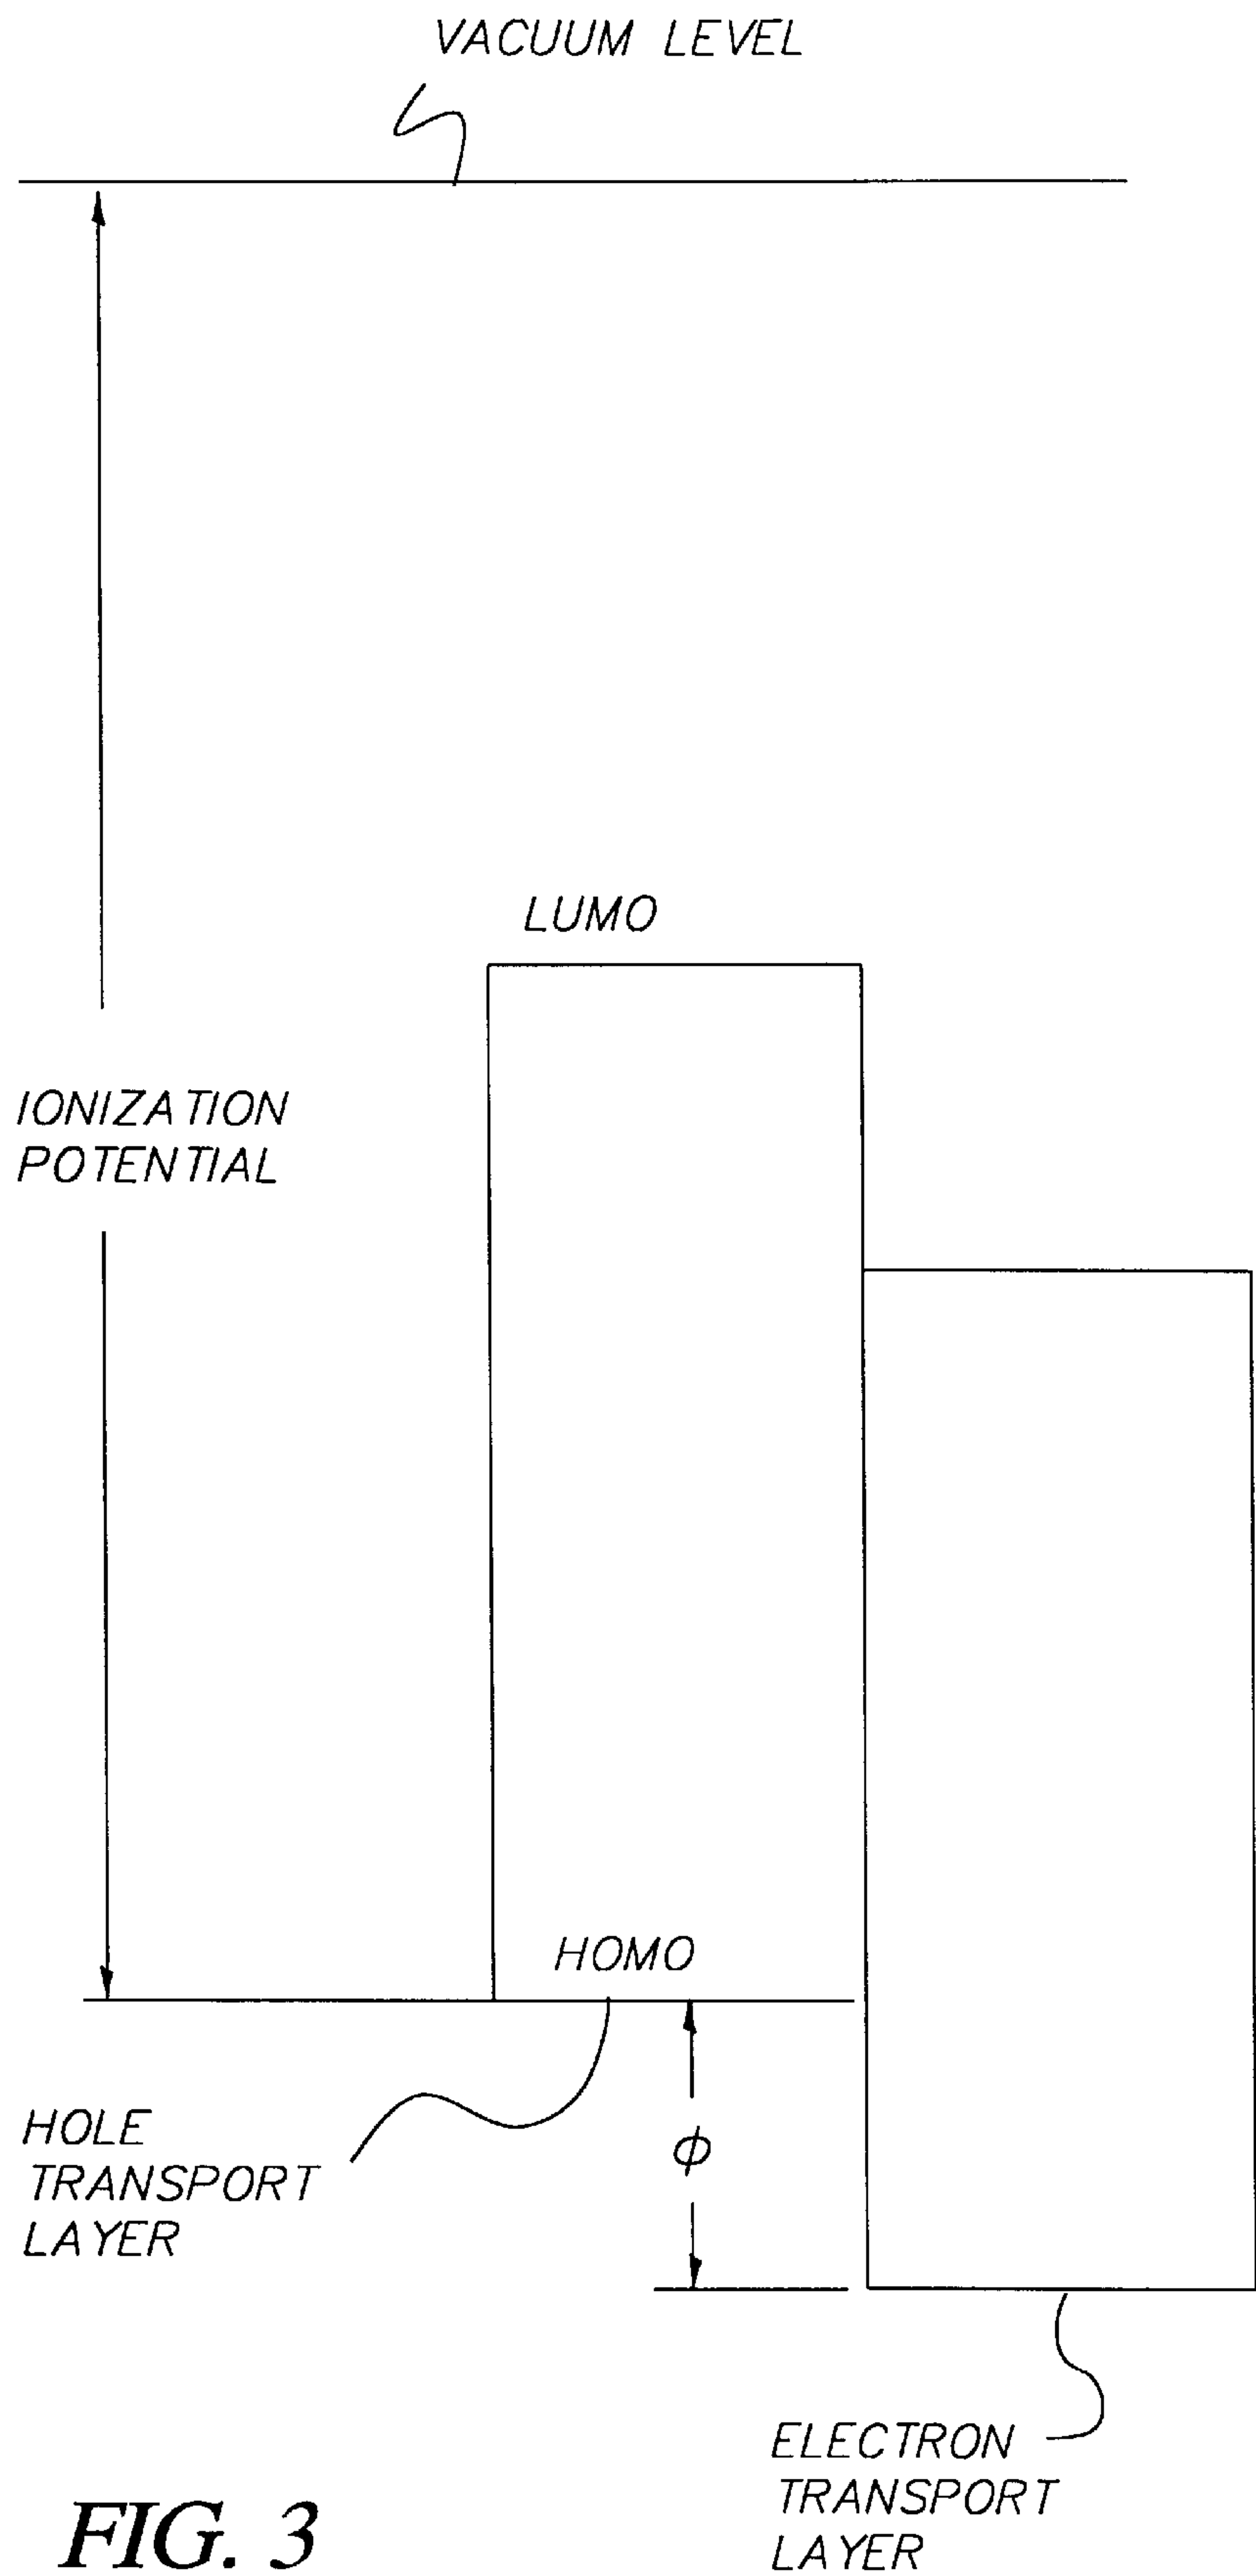 VACUUM LEVEL
LUMO
IONIZATION
POTENTIAL
HOMO
HOLE
TRANSPORT
LAYER
ϕ
ELECTRON
TRANSPORT
LAYER
FIG. 3